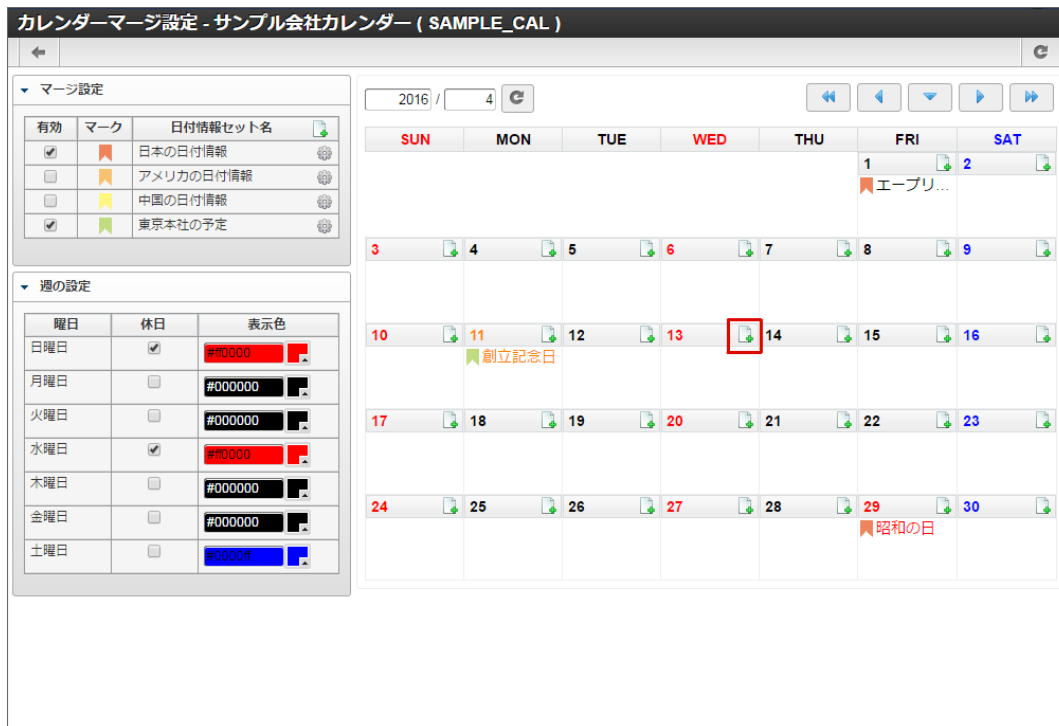 カレンダーマージ設定 - サンプル会社カレンダー ( SAMPLE_CAL )
マージ設定
有効 マーク 日付情報セット名
日本の日付情報
アメリカの日付情報
中国の日付情報
東京本社の予定
週の設定
曜日 休日 表示色
日曜日 #ff0000
月曜日 #000000
火曜日 #000000
水曜日 #ff0000
木曜日 #000000
金曜日 #000000
土曜日 #0000ff
2016 / 4
SUN MON TUE WED THU FRI SAT
1 2
エープリ...
3 4 5 6 7 8 9
10 11 12 13 14 15 16
創立記念日
17 18 19 20 21 22 23
24 25 26 27 28 29 30
昭和の日